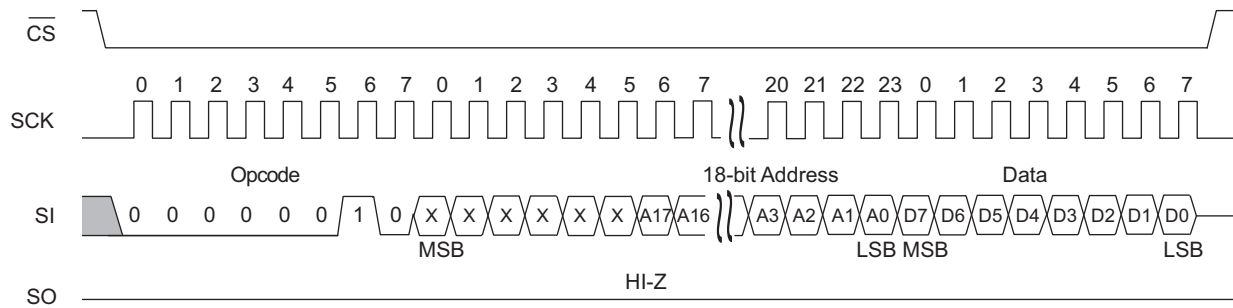 CS
0 1 2 3 4 5 6 7 0 1 2 3 4 5 6 7 20 21 22 23 0 1 2 3 4 5 6 7
SCK
Opcode 18-bit Address Data
SI 0 0 0 0 0 0 1 0 X X X X X X A17 A16 A3 A2 A1 A0 D7 D6 D5 D4 D3 D2 D1 D0
MSB LSB MSB LSB
HI-Z
SO